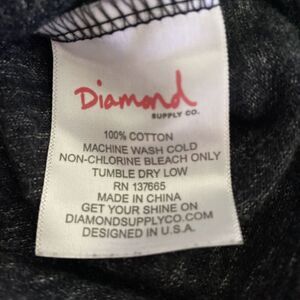 Diamond
SUPPLY CO.
100% COTTON
MACHINE WASH COLD
NON-CHLORINE BLEACH ONLY
TUMBLE DRY LOW
RN 137665
MADE IN CHINA
GET YOUR SHINE ON
DIAMONDSUPPLYCO.COM
DESIGNED IN U.S.A.